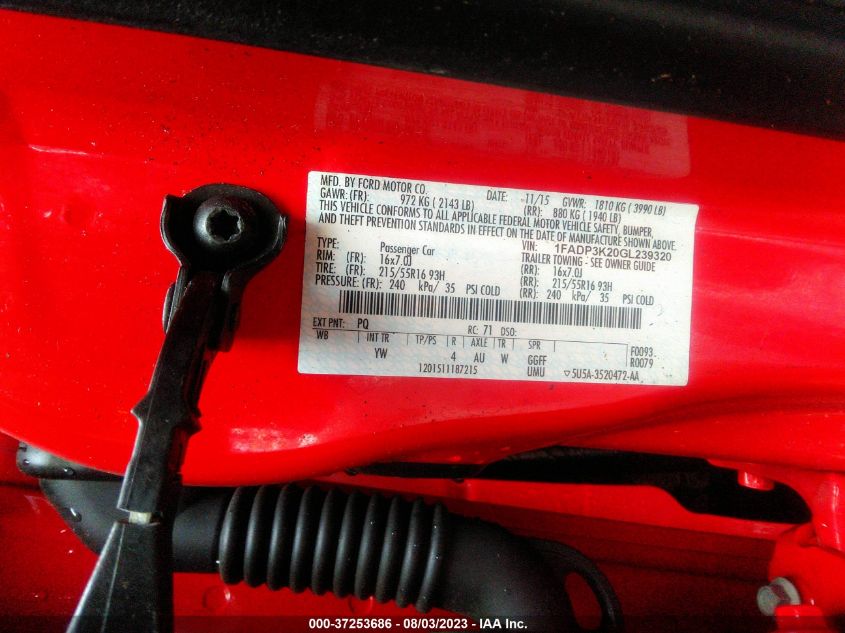 MFD. BY FORD MOTOR CO. DATE: 11/15 GVWR: 1810 KG ( 3990 LB)
GAWR: (FR): 972 KG ( 2143 LB) (RR): 880 KG ( 1940 LB)
THIS VEHICLE CONFORMS TO ALL APPLICABLE FEDERAL MOTOR VEHICLE SAFETY, BUMPER,
AND THEFT PREVENTION STANDARDS IN EFFECT ON THE DATE OF MANUFACTURE SHOWN ABOVE.
VIN: 1FADP3K20GL239320
TYPE: Passenger Car TRAILER TOWING - SEE OWNER GUIDE
RIM: (FR): 16x7.0J (RR): 16x7.0J
TIRE: (FR): 215/55R16 93H (RR): 215/55R16 93H
PRESSURE: (FR): 240 kPa/ 35 PSI COLD (RR): 240 kPa/ 35 PSI COLD
EXT PNT: PQ RC: 71 DSO:
WB INT TR TP/PS R AXLE TR SPR F0093
YW 4 AU W GGFF R0079
1201511187215 UMU ▽5U5A-3520472-AA
000-37253686 - 08/03/2023 - IAA Inc.